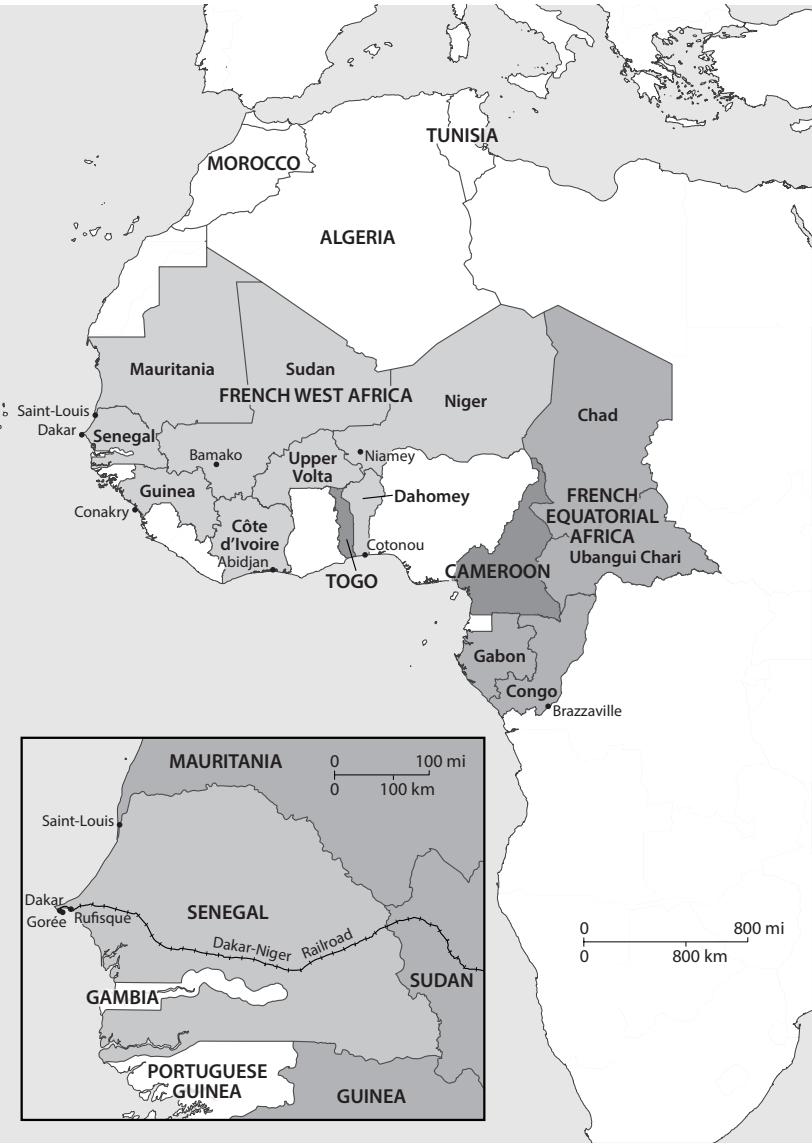 TUNISIA
MOROCCO
ALGERIA
Mauritania
Sudan
FRENCH WEST AFRICA
Niger
Chad
Saint-Louis
Dakar
Senegal
Bamako
Niamey
Upper
Volta
Guinea
Dahomey
FRENCH
EQUATORIAL
AFRICA
Conakry
Côte
d'Ivoire
Abidjan
Cotonou
Ubangui Chari
TOGO
CAMEROON
Gabon
Congo
Brazzaville
MAURITANIA
0 100 mi
0 100 km
Saint-Louis
Dakar
Gorée
Rufisque
SENEGAL
Dakar-Niger Railroad
SUDAN
GAMBIA
PORTUGUESE
GUINEA
GUINEA
0 800 mi
0 800 km